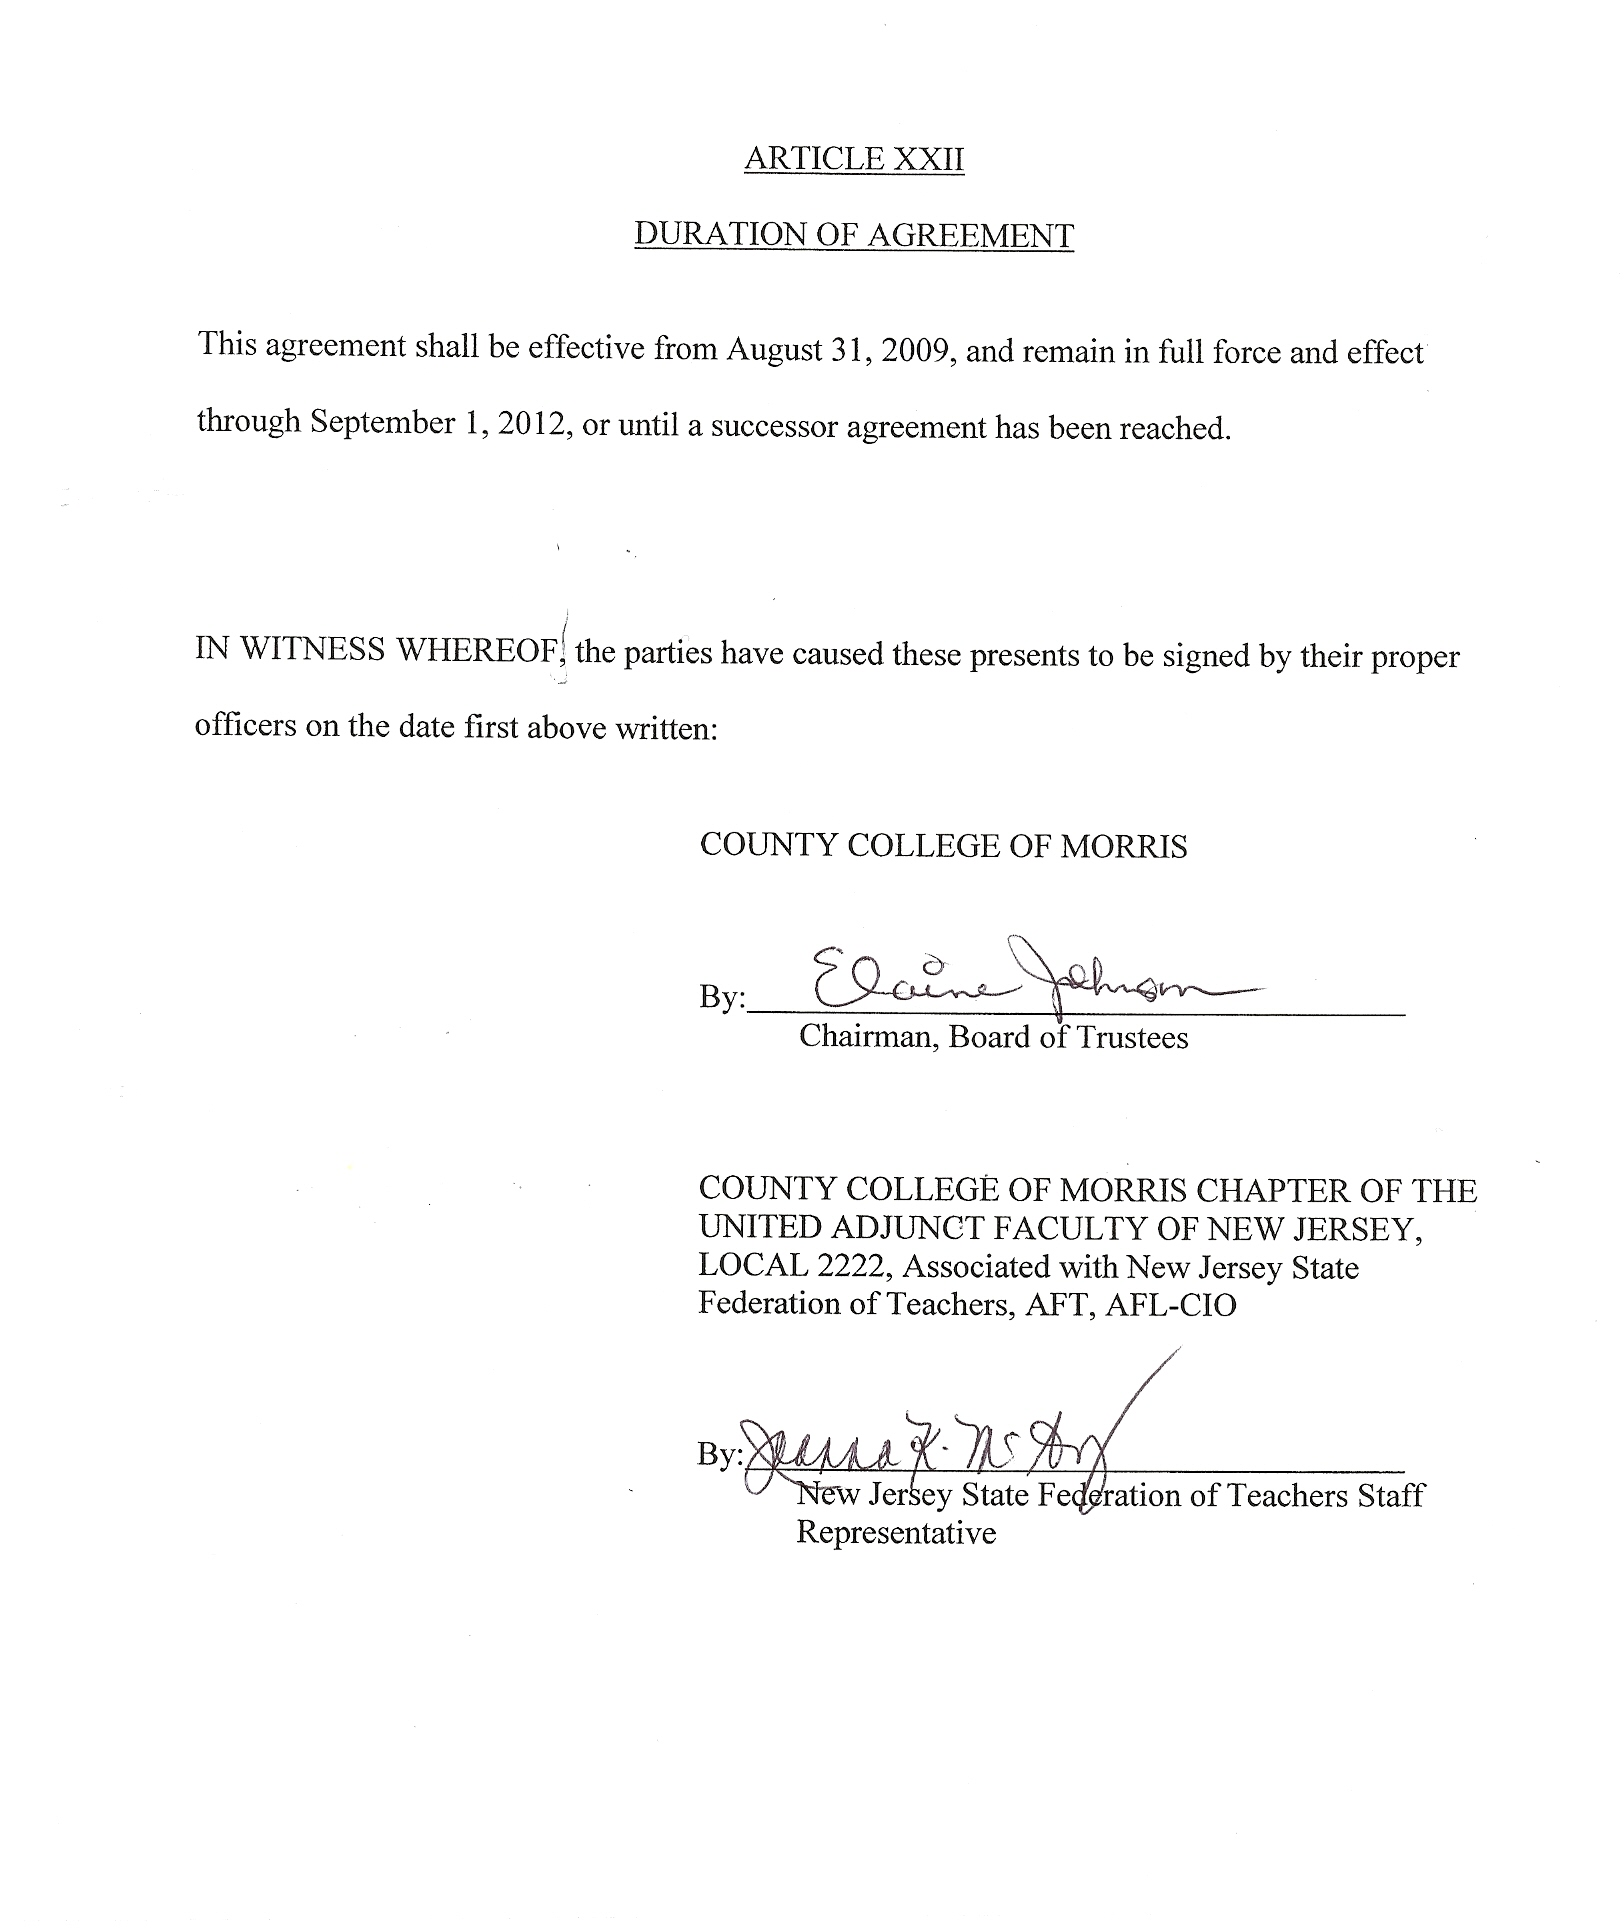 ARTICLE XXII
DURATION OF AGREEMENT
This agreement shall be effective from August 31, 2009, and remain in full force and effect
through September 1, 2012, or until a successor agreement has been reached.
IN WITNESS WHEREOF, the parties have caused these presents to be signed by their proper
officers on the date first above written:
COUNTY COLLEGE OF MORRIS
By: Elaine Johnson
Chairman, Board of Trustees
COUNTY COLLEGE OF MORRIS CHAPTER OF THE
UNITED ADJUNCT FACULTY OF NEW JERSEY,
LOCAL 2222, Associated with New Jersey State
Federation of Teachers, AFT, AFL-CIO
By: K.
New Jersey State Federation of Teachers Staff
Representative